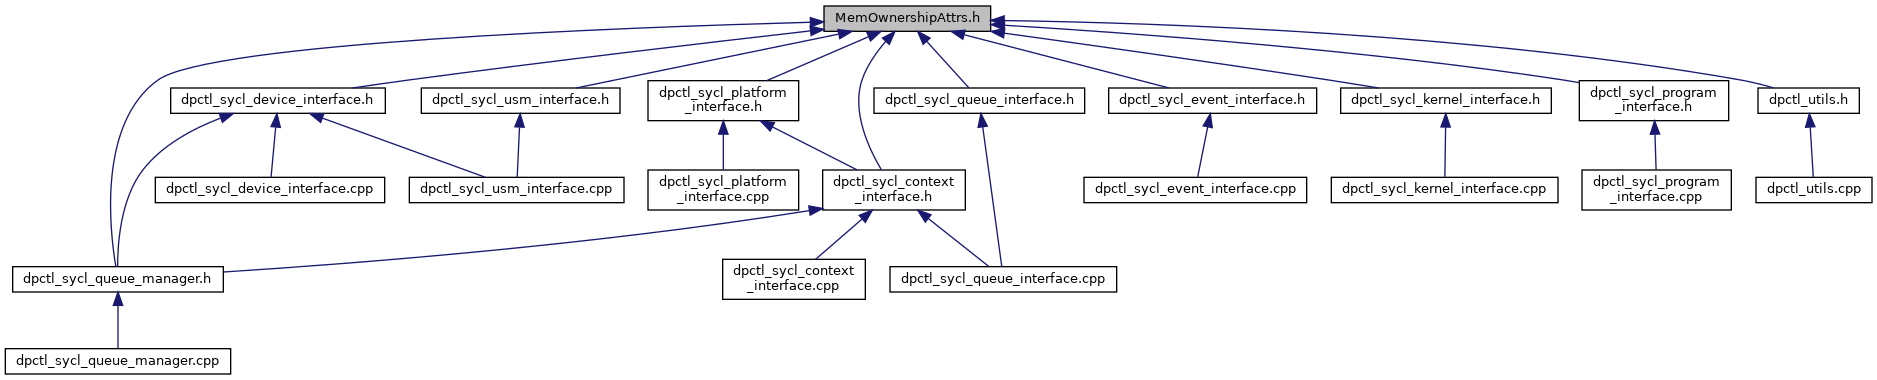 MemOwnershipAttrs.h
dpctl_sycl_device_interface.h
dpctl_sycl_usm_interface.h
dpctl_sycl_platform
_interface.h
dpctl_sycl_queue_interface.h
dpctl_sycl_event_interface.h
dpctl_sycl_kernel_interface.h
dpctl_sycl_program
_interface.h
dpctl_utils.h
dpctl_sycl_device_interface.cpp
dpctl_sycl_usm_interface.cpp
dpctl_sycl_platform
_interface.cpp
dpctl_sycl_context
_interface.h
dpctl_sycl_event_interface.cpp
dpctl_sycl_kernel_interface.cpp
dpctl_sycl_program
_interface.cpp
dpctl_utils.cpp
dpctl_sycl_queue_manager.h
dpctl_sycl_context
_interface.cpp
dpctl_sycl_queue_interface.cpp
dpctl_sycl_queue_manager.cpp